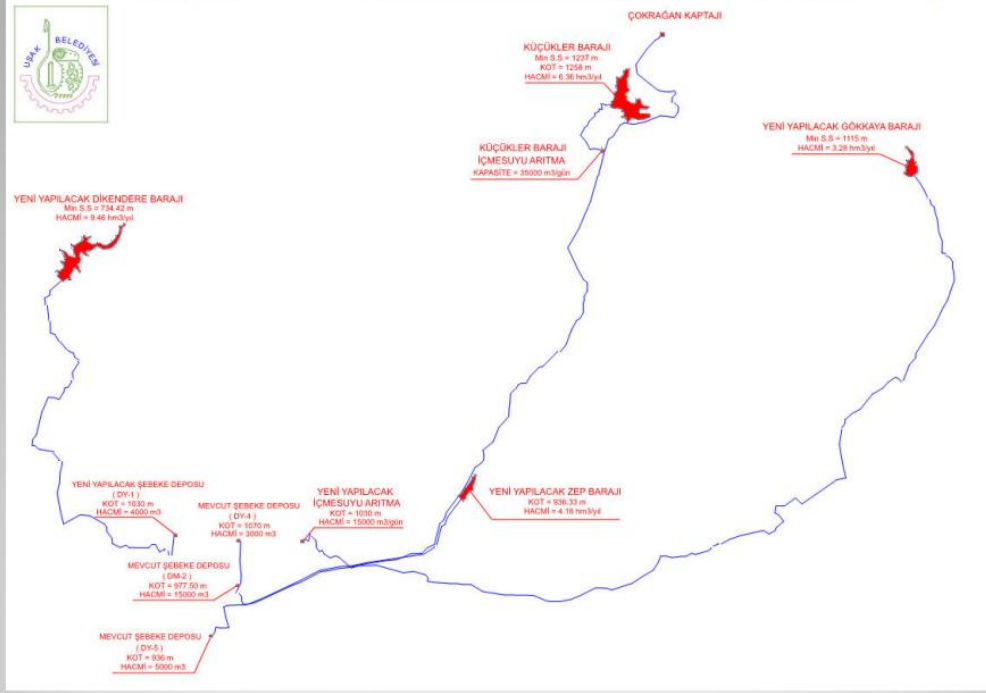 UŞAK BELEDİYESİ
ÇOKRAĞAN KAPTAJI
KÜÇÜKLER BARAJI
Min S.S = 1237 m
KOT = 1258 m
HACMİ = 6.36 hm3/yıl
YENİ YAPILACAK GÖKKAYA BARAJI
Min S.S = 1115 m
HACMİ = 3.28 hm3/yıl
KÜÇÜKLER BARAJI
İÇMESUYU ARITMA
KAPASİTE = 35000 m3/gün
YENİ YAPILACAK DİKENDERE BARAJI
Min S.S = 734.42 m
HACMİ = 9.46 hm3/yıl
YENİ YAPILACAK ŞEBEKE DEPOSU
( DY-1 )
KOT = 1030 m
HACMİ = 4000 m3
MEVCUT ŞEBEKE DEPOSU
( DY-4 )
KOT = 1070 m
HACMİ = 3000 m3
YENİ YAPILACAK
İÇMESUYU ARITMA
KOT = 1030 m
HACMİ = 15000 m3/gün
YENİ YAPILACAK ZEP BARAJI
KOT = 936.33 m
HACMİ = 4.18 hm3/yıl
MEVCUT ŞEBEKE DEPOSU
( DM-2 )
KOT = 977.50 m
HACMİ = 15000 m3
MEVCUT ŞEBEKE DEPOSU
( DY-5 )
KOT = 936 m
HACMİ = 5000 m3